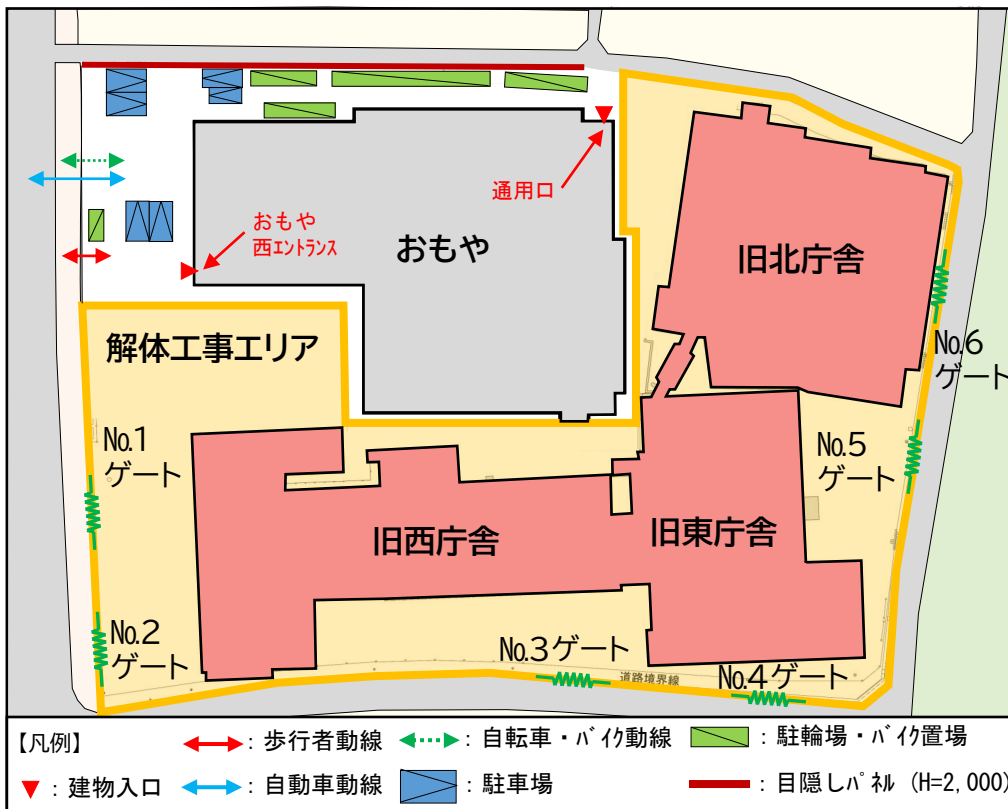 通用口
おもや
西エントランス
おもや
旧北庁舎
解体工事エリア
No.6
ゲート
No.1
ゲート
No.5
ゲート
旧西庁舎
旧東庁舎
No.2
ゲート
No.3ゲート
道路境界線
No.4ゲート
【凡例】
：歩行者動線
：自転車・バイク動線
：駐輪場・バイク置場
：建物入口
：自動車動線
：駐車場
：目隠しパネル (H=2,000)